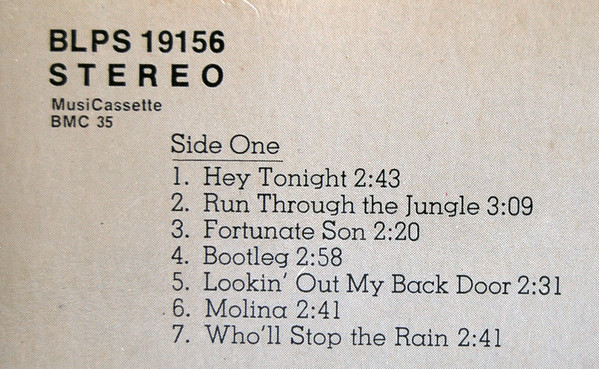 BLPS 19156
STEREO
MusiCassette
BMC 35
Side One
1. Hey Tonight 2:43
2. Run Through the Jungle 3:09
3. Fortunate Son 2:20
4. Bootleg 2:58
5. Lookin' Out My Back Door 2:31
6. Molina 2:41
7. Who'll Stop the Rain 2:41